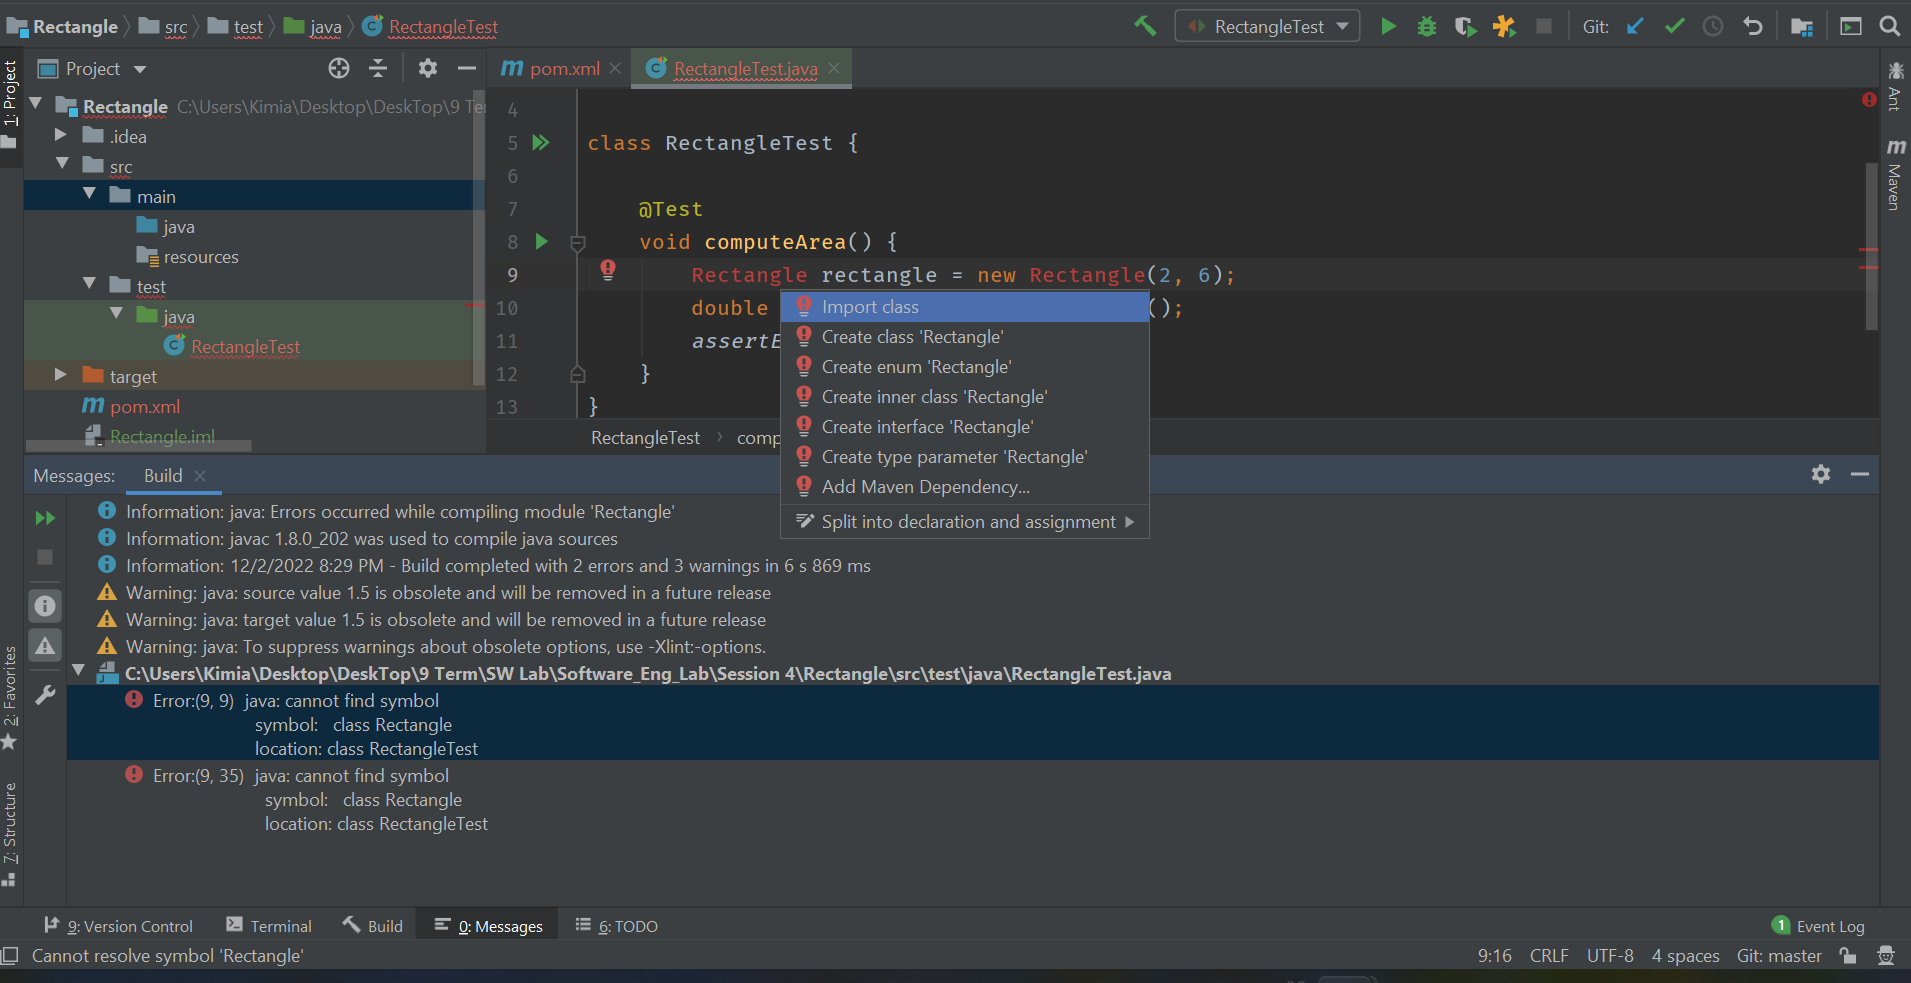 Rectangle src test java RectangleTest
RectangleTest Git:
1: Project
Project
Rectangle C:\Users\Kimia\Desktop\DeskTop\9 Ter
.idea
src
main
java
resources
test
java
RectangleTest
target
pom.xml
Rectangle.iml
pom.xml RectangleTest.java
4
5 class RectangleTest {
6
7 @Test
8 void computeArea() {
9 Rectangle rectangle = new Rectangle(2, 6);
10 double ();
11 assertE
12 }
13 }
RectangleTest comp
Import class
Create class 'Rectangle'
Create enum 'Rectangle'
Create inner class 'Rectangle'
Create interface 'Rectangle'
Create type parameter 'Rectangle'
Add Maven Dependency...
Split into declaration and assignment
Ant
Maven
Messages: Build
Information: java: Errors occurred while compiling module 'Rectangle'
Information: javac 1.8.0_202 was used to compile java sources
Information: 12/2/2022 8:29 PM - Build completed with 2 errors and 3 warnings in 6 s 869 ms
Warning: java: source value 1.5 is obsolete and will be removed in a future release
Warning: java: target value 1.5 is obsolete and will be removed in a future release
Warning: java: To suppress warnings about obsolete options, use -Xlint:-options.
C:\Users\Kimia\Desktop\DeskTop\9 Term\SW Lab\Software_Eng_Lab\Session 4\Rectangle\src\test\java\RectangleTest.java
Error:(9, 9) java: cannot find symbol
symbol: class Rectangle
location: class RectangleTest
Error:(9, 35) java: cannot find symbol
symbol: class Rectangle
location: class RectangleTest
2: Favorites
7: Structure
9: Version Control Terminal Build 0: Messages 6: TODO 1 Event Log
Cannot resolve symbol 'Rectangle' 9:16 CRLF UTF-8 4 spaces Git: master